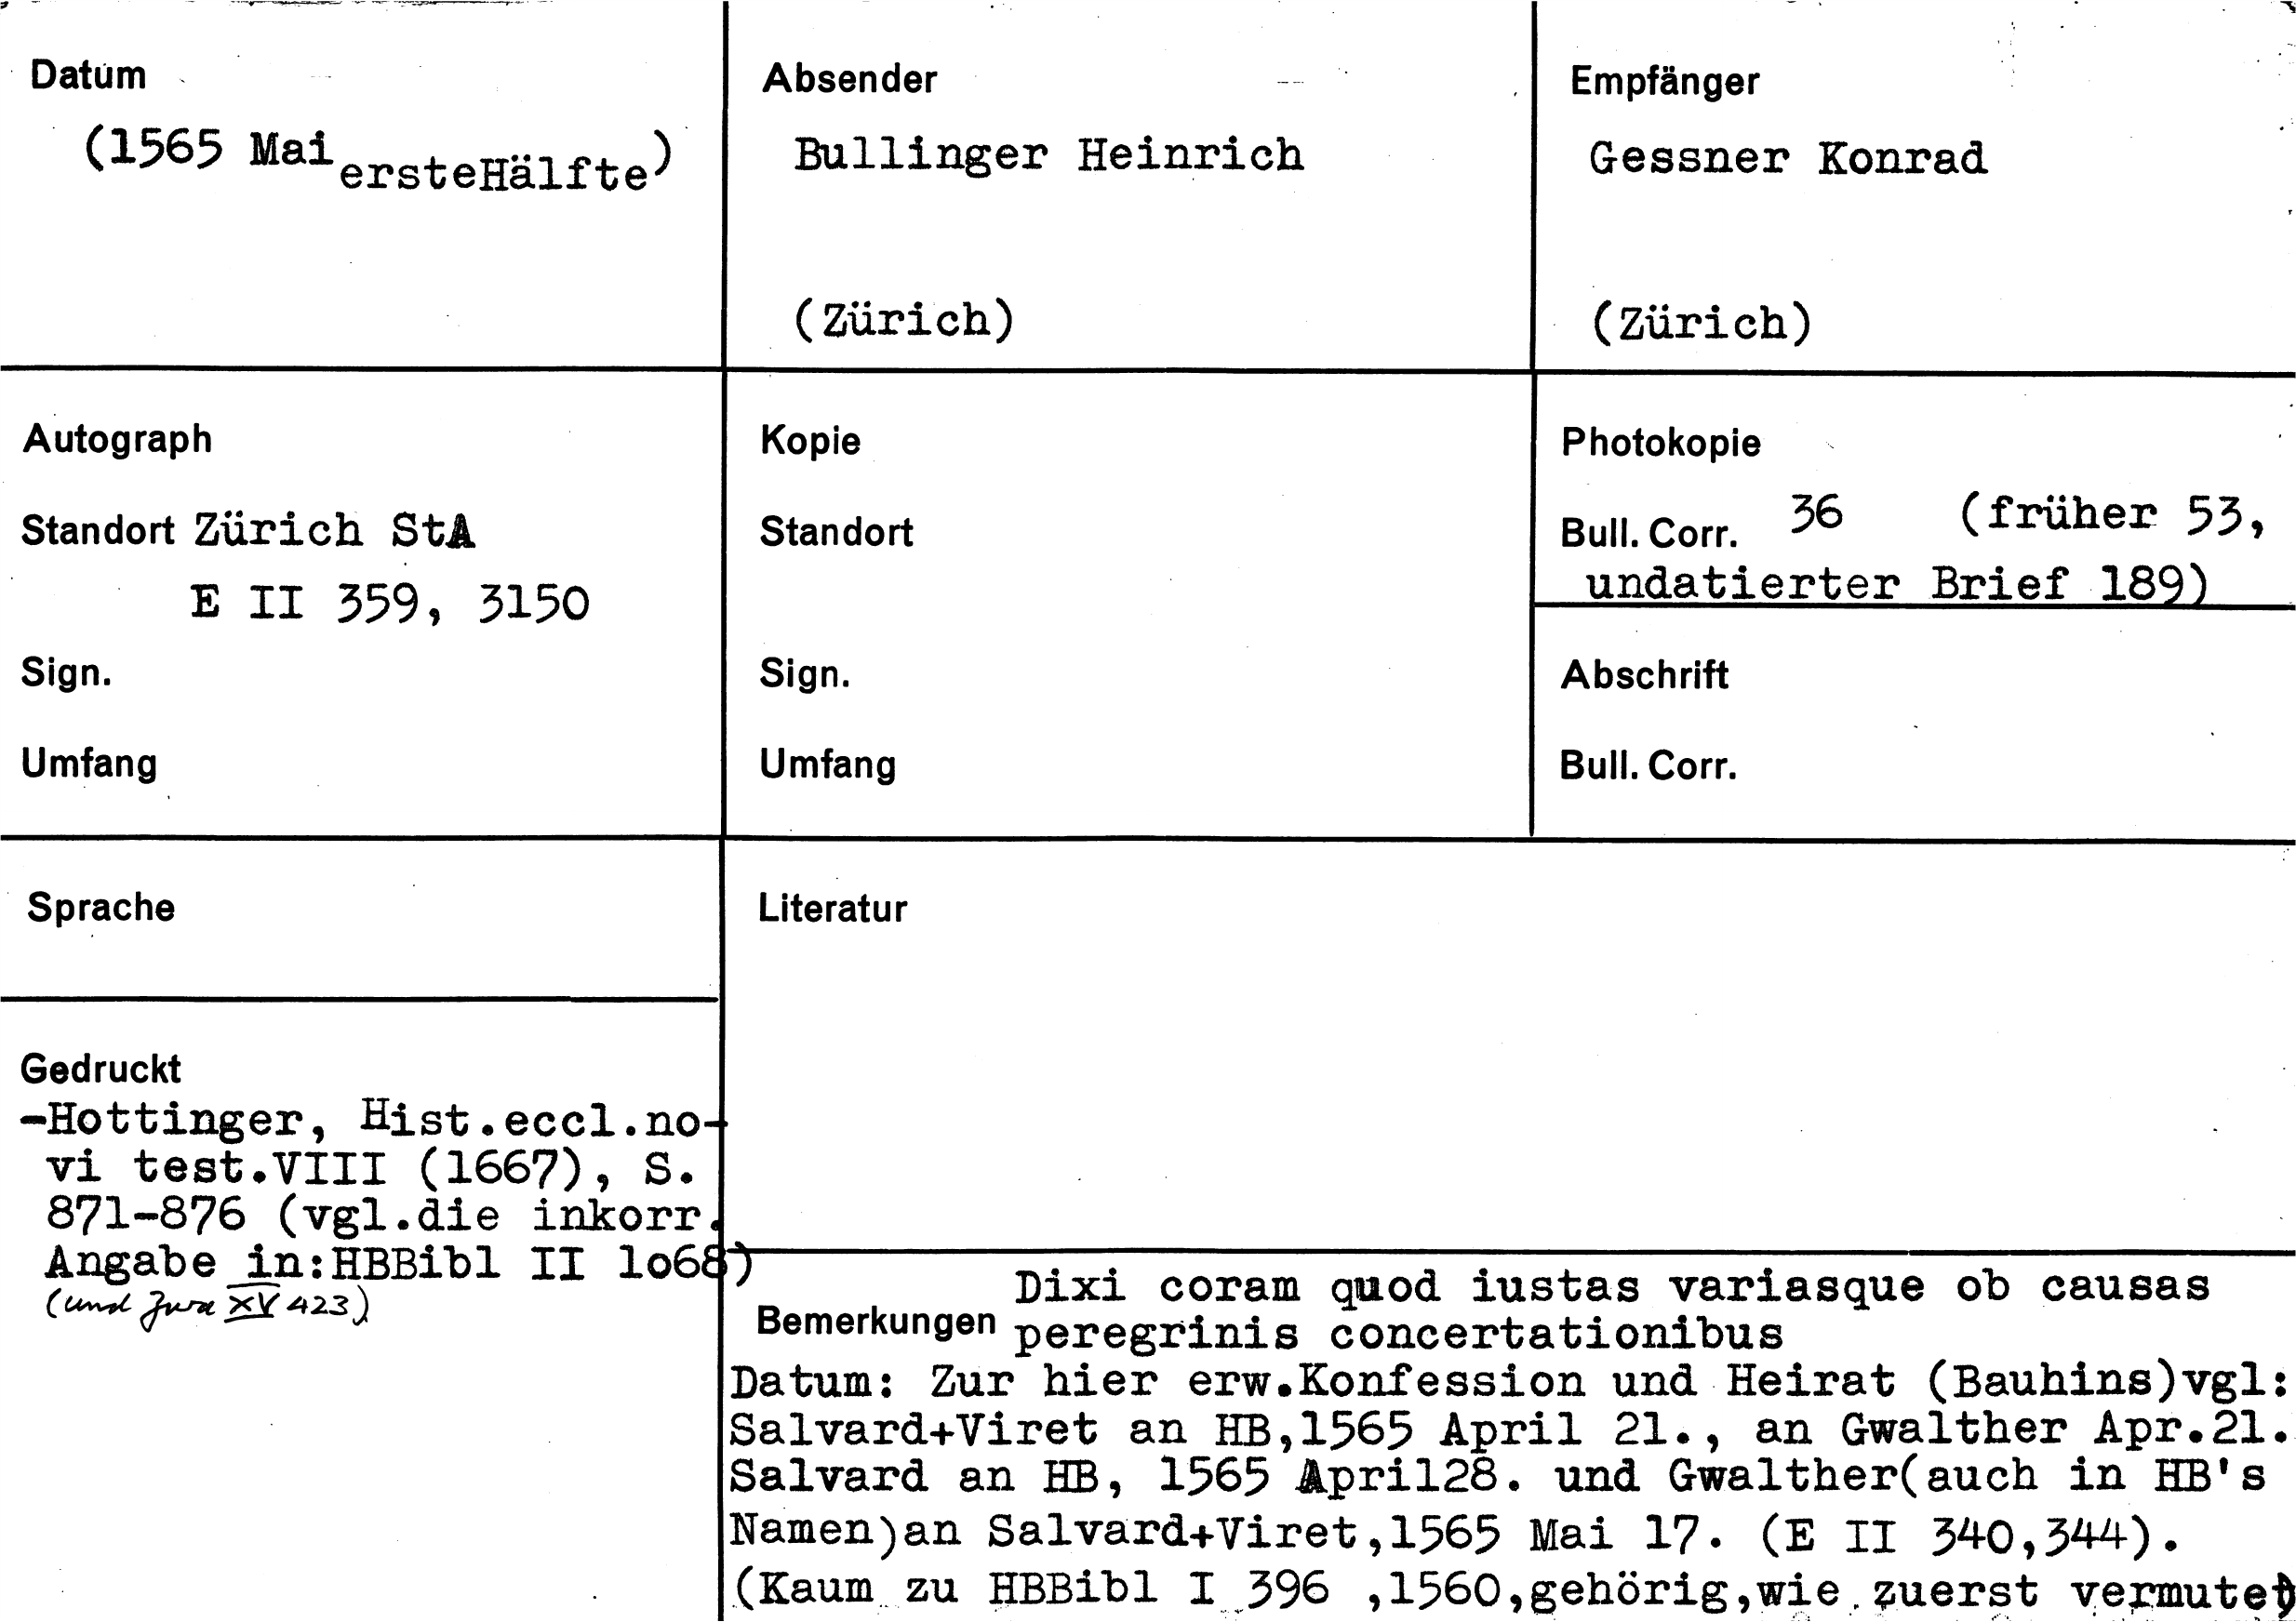 Datum
(1565 Mai ersteHälfte)
Absender
Bullinger Heinrich
(Zürich)
Empfänger
Gessner Konrad
(Zürich)
Autograph
Standort Zürich StA
E II 359, 3150
Sign.
Umfang
Kopie
Standort
Sign.
Umfang
Photokopie
Bull. Corr. 36 (früher 53,
undatierter Brief 189)
Abschrift
Bull. Corr.
Sprache
Literatur
Gedruckt
-Hottinger, Hist.eccl.no-
vi test.VIII (1667), S.
871-876 (vgl.die inkorr.
Angabe in:HBBibl II 1o68)
(und Zura XV 423)
Bemerkungen
Dixi coram quod iustas variasque ob causas
peregrinis concertationibus
Datum: Zur hier erw.Konfession und Heirat (Bauhins)vgl:
Salvard+Viret an HB,1565 April 21., an Gwalther Apr.21.
Salvard an HB, 1565 April28. und Gwalther(auch in HB's
Namen)an Salvard+Viret,1565 Mai 17. (E II 340,344).
(Kaum zu HBBibl I 396 ,1560,gehörig,wie zuerst vermutet)